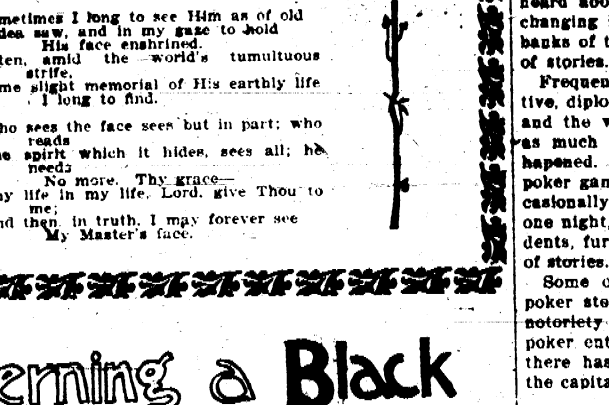 metimes I long to see Him as of old
dea saw, and in my gaze to hold
His face enshrined.
ten, amid the world's tumultuous
strife,
me slight memorial of His earthly life
I long to find.
ho sees the face sees but in part; who
reads
he spirit which it hides, sees all; he
needs
No more. Thy grace—
hy life in my life, Lord, give Thou to
me;
nd then, in truth, I may forever see
My Master's face.
erning a Black
heard abou
changing
banks of t
of stories.
Frequen
tive, diplo
and the w
as much
hapened.
poker gam
casionally
one night,
dents, fur
of stories.
Some o
poker ste
notoriety
poker ent
there has
the capita